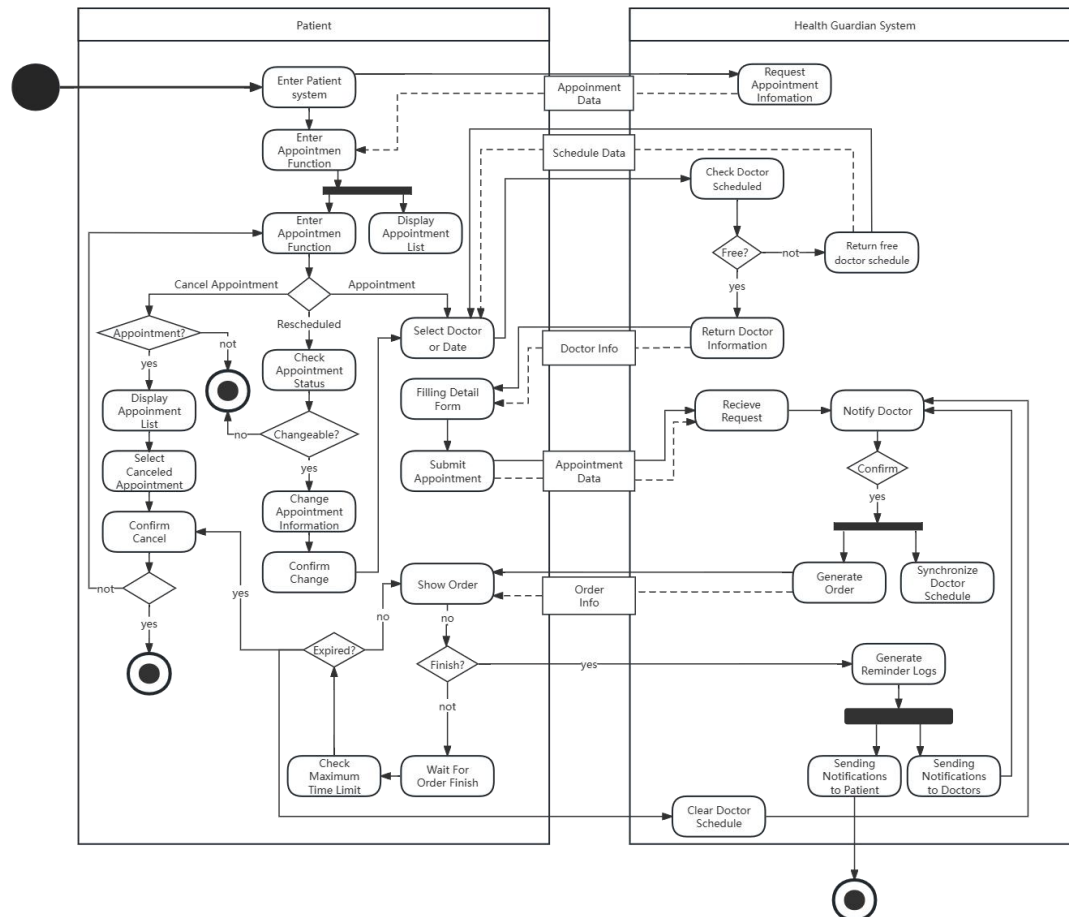 Patient
Health Guardian System
Enter Patient
system
Appoinment
Data
Request
Appointment
Infomation
Enter
Appointmen
Function
Schedule Data
Check Doctor
Scheduled
Enter
Appointmen
Function
Display
Appointment
List
Free?
not
Return free
doctor schedule
yes
Cancel Appointment
Appointment
Rescheduled
Appointment?
not
Select Doctor
or Date
Doctor Info
Return Doctor
Information
yes
Check
Appointment
Status
Display
Appoinment
List
Filling Detail
Form
Recieve
Request
Notify Doctor
no
Changeable?
Select
Canceled
Appointment
yes
Submit
Appointment
Appointment
Data
Confirm
yes
Change
Appointment
Information
Confirm
Cancel
Confirm
Change
Show Order
Order
Info
Generate
Order
Synchronize
Doctor
Schedule
not
yes
no
no
yes
Expired?
Finish?
yes
Generate
Reminder Logs
not
Check
Maximum
Time Limit
Wait For
Order Finish
Sending
Notifications
to Patient
Sending
Notifications
to Doctors
Clear Doctor
Schedule